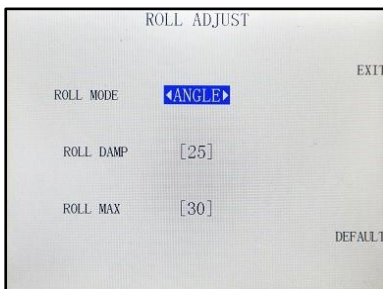 ROLL ADJUST
EXIT
ROLL MODE ◀ANGLE▶
ROLL DAMP [25]
ROLL MAX [30]
DEFAULT